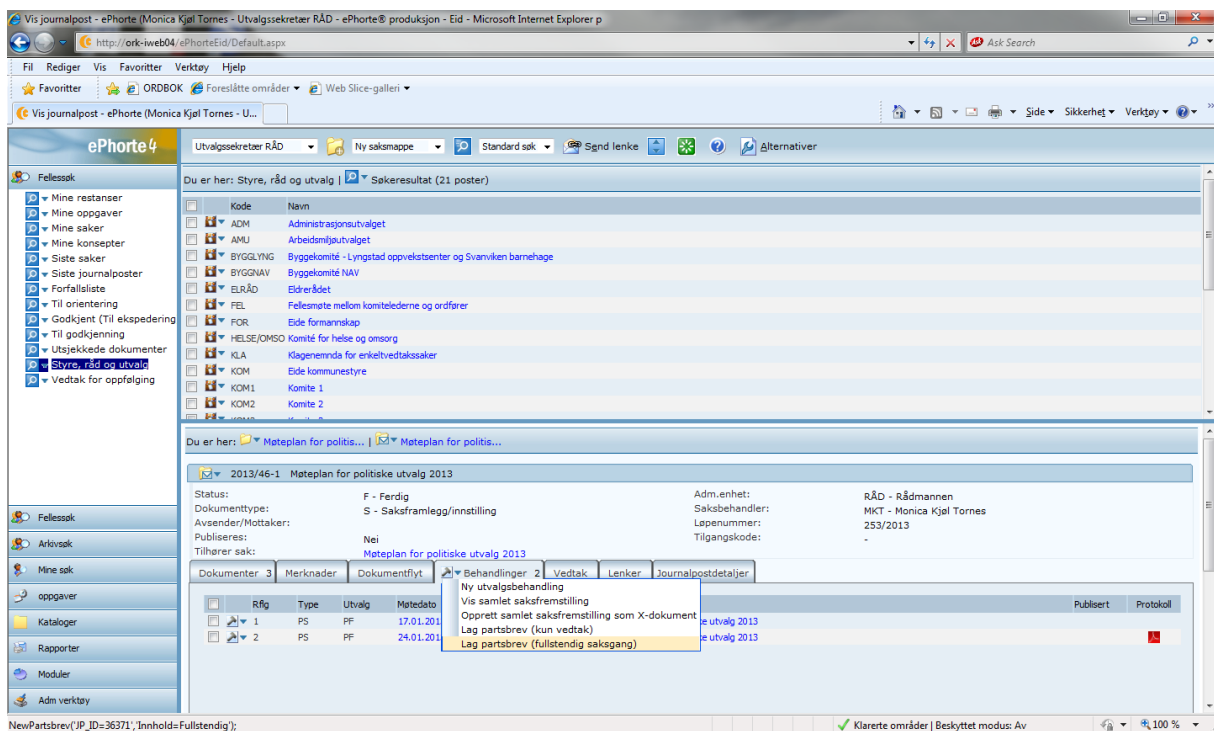 Vis journalpost - ePhorte (Monica Kjøl Tornes - Utvalgssekretær RÅD - ePhorte® produksjon - Eid - Microsoft Internet Explorer p
http://ork-iweb04/ePhorteEid/Default.aspx
Ask Search
Fil Rediger Vis Favoritter Verktøy Hjelp
Favoritter ORDBOK Foreslåtte områder Web Slice-galleri
Vis journalpost - ePhorte (Monica Kjøl Tornes - U...
Side Sikkerhet Verktøy
ePhorte 4
Utvalgssekretær RÅD Ny saksmappe Standard søk Send lenke Alternativer
Fellessøk
Mine restanser
Mine oppgaver
Mine saker
Mine konsepter
Siste saker
Siste journalposter
Forfallsliste
Til orientering
Godkjent (Til ekspedering
Til godkjenning
Utsjekkede dokumenter
Styre, råd og utvalg
Vedtak for oppfølging
Fellessøk
Arkivsøk
Mine søk
oppgaver
Kataloger
Rapporter
Moduler
Adm verktøy
Du er her: Styre, råd og utvalg | Søkeresultat (21 poster)
Kode Navn
ADM Administrasjonsutvalget
AMU Arbeidsmiljøutvalget
BYGGLYNG Byggekomité - Lyngstad oppvekstsenter og Svanviken barnehage
BYGGNAV Byggekomité NAV
ELRÅD Eldrerådet
FEL Fellesmøte mellom komitelederne og ordfører
FOR Eide formannskap
HELSE/OMSO Komité for helse og omsorg
KLA Klagenemnda for enkeltvedtakssaker
KOM Eide kommunestyre
KOM1 Komite 1
KOM2 Komite 2
Du er her: Møteplan for politis... | Møteplan for politis...
2013/46-1 Møteplan for politiske utvalg 2013
Status: F - Ferdig Adm.enhet: RÅD - Rådmannen
Dokumenttype: S - Saksframlegg/innstilling Saksbehandler: MKT - Monica Kjøl Tornes
Avsender/Mottaker: Løpenummer: 253/2013
Publiseres: Nei Tilgangskode: -
Tilhører sak: Møteplan for politiske utvalg 2013
Dokumenter 3 Merknader Dokumentflyt Behandlinger 2 Vedtak Lenker Journalpostdetaljer
Ny utvalgsbehandling
Vis samlet saksfremstilling
Opprett samlet saksfremstilling som X-dokument
Lag partsbrev (kun vedtak)
Lag partsbrev (fullstendig saksgang)
Rflg Type Utvalg Møtedato Publisert Protokoll
1 PS PF 17.01.201 e utvalg 2013
2 PS PF 24.01.201 e utvalg 2013
NewPartsbrev('JP_ID=36371','Innhold=Fullstendig');
Klarerte områder | Beskyttet modus: Av 100 %